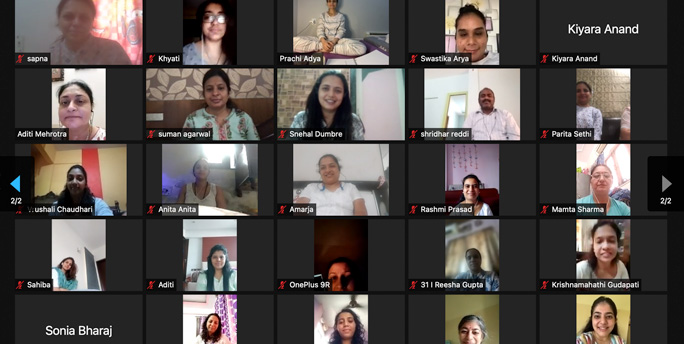 sapna
Khyati
Prachi Adya
Swastika Arya
Kiyara Anand
Kiyara Anand
Aditi Mehrotra
suman agarwal
Snehal Dumbre
shridhar reddi
Parita Sethi
ushali Chaudhari
Anita Anita
Amarja
Rashmi Prasad
Mamta Sharma
2/2
2/2
Sahiba
Aditi
OnePlus 9R
31 I Reesha Gupta
Krishnamahathi Gudapati
Sonia Bharaj